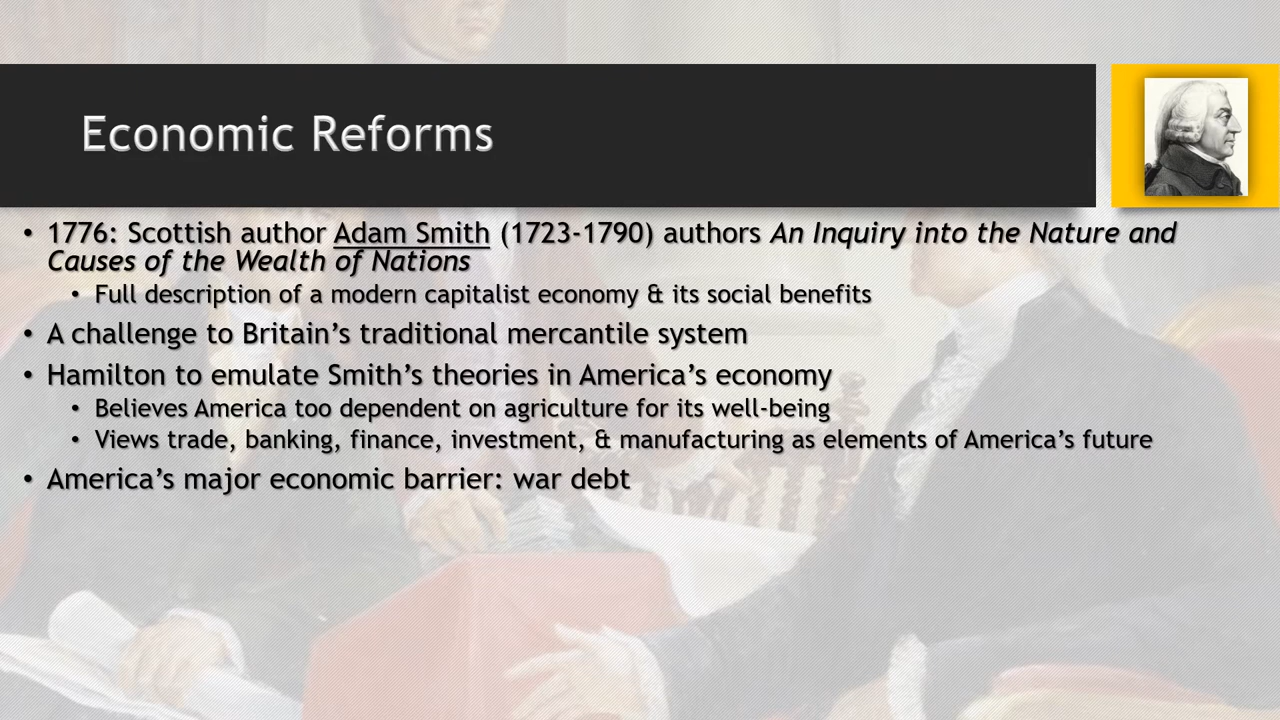 Economic Reforms
• 1776: Scottish author Adam Smith (1723-1790) authors An Inquiry into the Nature and
Causes of the Wealth of Nations
• Full description of a modern capitalist economy & its social benefits
• A challenge to Britain’s traditional mercantile system
• Hamilton to emulate Smith’s theories in America’s economy
• Believes America too dependent on agriculture for its well-being
• Views trade, banking, finance, investment, & manufacturing as elements of America’s future
• America’s major economic barrier: war debt